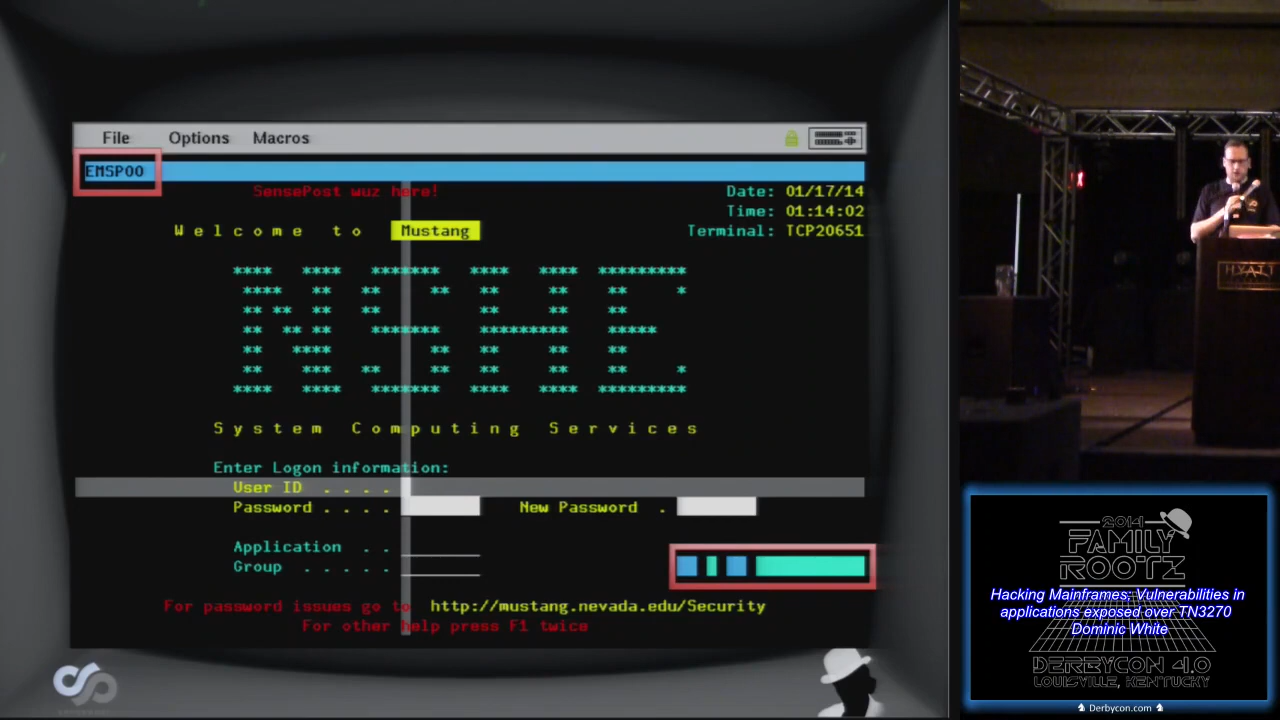 File Options Macros
EMSP00
SensePost wuz here!
Date: 01/17/14
Time: 01:14:02
Welcome to Mustang
Terminal: TCP20651
NSHE
System Computing Services
Enter Logon information:
User ID . . . .
Password . . . . New Password .
Application . .
Group . . . . .
For password issues go to http://mustang.nevada.edu/Security
For other help press F1 twice
HYATT
2014
FAMILY
ROOTZ
Hacking Mainframes; Vulnerabilities in
applications exposed over TN3270
Dominic White
DERBYCON 4.0
LOUISVILLE, KENTUCKY
Derbycon.com